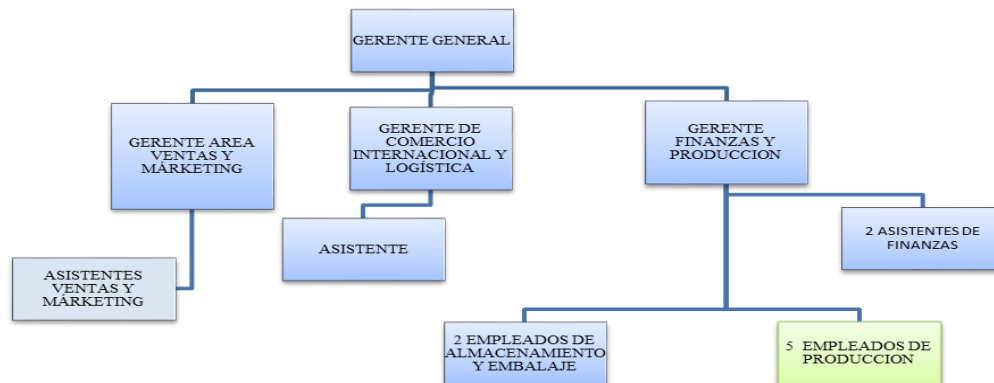 GERENTE GENERAL
GERENTE AREA
VENTAS Y
MÁRKETING
GERENTE DE
COMERCIO
INTERNACIONAL Y
LOGÍSTICA
GERENTE
FINANZAS Y
PRODUCCION
ASISTENTES
VENTAS Y
MÁRKETING
ASISTENTE
2 ASISTENTES DE
FINANZAS
2 EMPLEADOS DE
ALMACENAMIENTO
Y EMBALAJE
5 EMPLEADOS DE
PRODUCCION